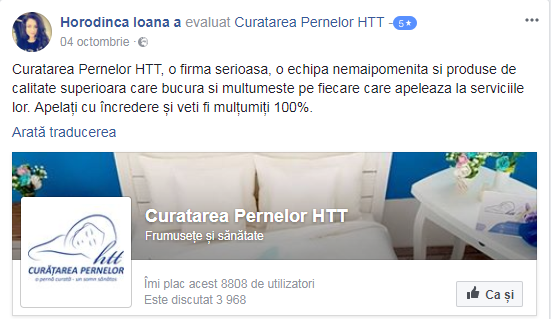 Horodinca Ioana a evaluat Curatarea Pernelor HTT - 5★
04 octombrie ·
Curatarea Pernelor HTT, o firma serioasa, o echipa nemaipomenita si produse de
calitate superioara care bucura si multumeste pe fiecare care apeleaza la serviciile
lor. Apelați cu încredere și veti fi mulțumiți 100%.
Arată traducerea
Curatarea Pernelor HTT
Frumusețe și sănătate
htt
CURĂȚAREA PERNELOR
o pernă curată - un somn sănătos
Îmi plac acest 8808 de utilizatori
Este discutat 3 968
Ca și